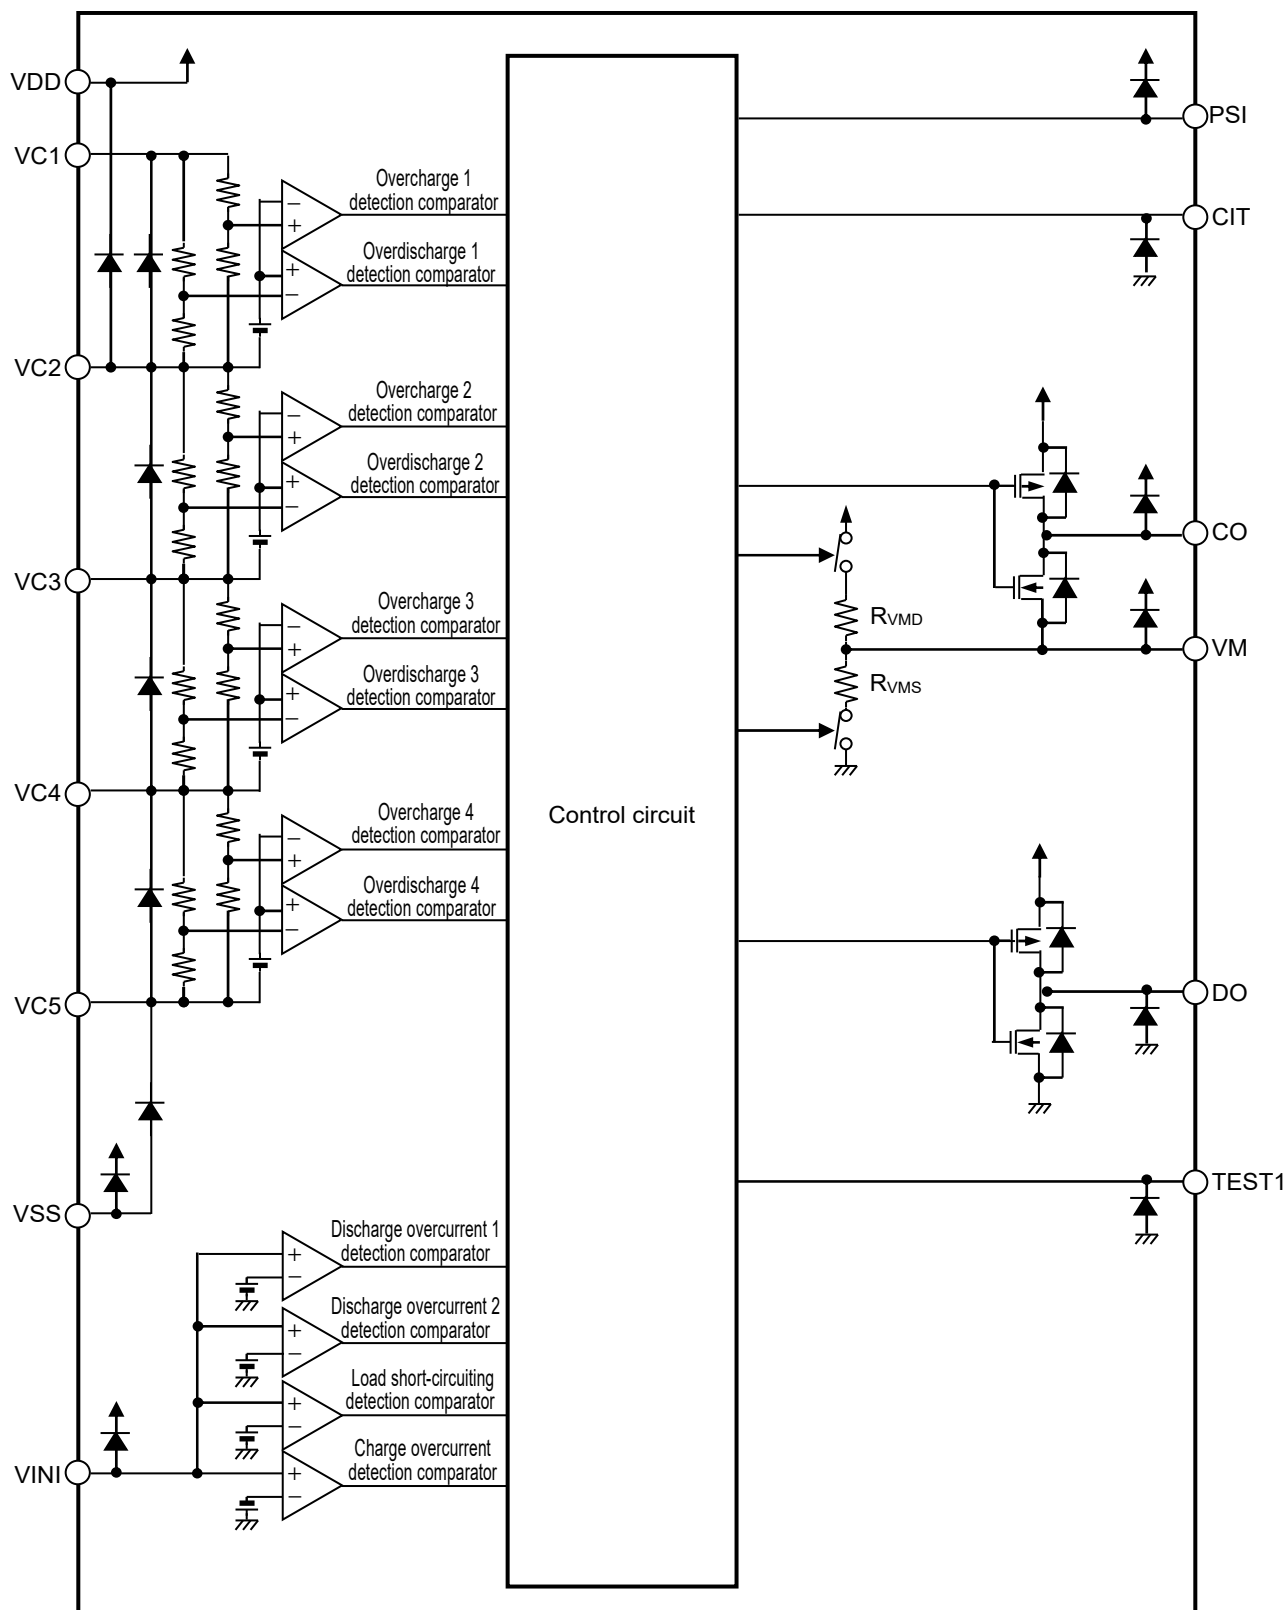 VDD
PSI
VC1
Overcharge 1
detection comparator
−
+
CIT
Overdischarge 1
detection comparator
+
−
VC2
Overcharge 2
detection comparator
−
+
Overdischarge 2
detection comparator
+
−
CO
VC3
Overcharge 3
detection comparator
−
+
RVMD
VM
Overdischarge 3
detection comparator
+
−
RVMS
VC4
Overcharge 4
detection comparator
−
+
Control circuit
Overdischarge 4
detection comparator
+
−
VC5
DO
VSS
TEST1
Discharge overcurrent 1
detection comparator
+
−
Discharge overcurrent 2
detection comparator
+
−
Load short-circuiting
detection comparator
+
−
Charge overcurrent
detection comparator
+
−
VINI